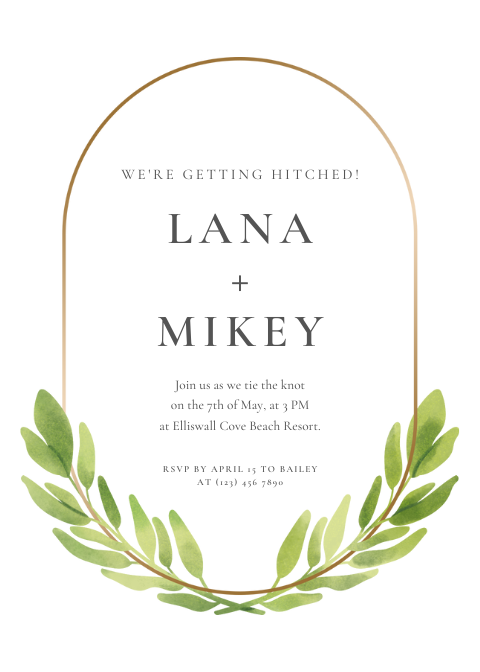 WE'RE GETTING HITCHED!
LANA
+
MIKEY
Join us as we tie the knot
on the 7th of May, at 3 PM
at Elliswall Cove Beach Resort.
RSVP BY APRIL 15 TO BAILEY
AT (123) 456 7890